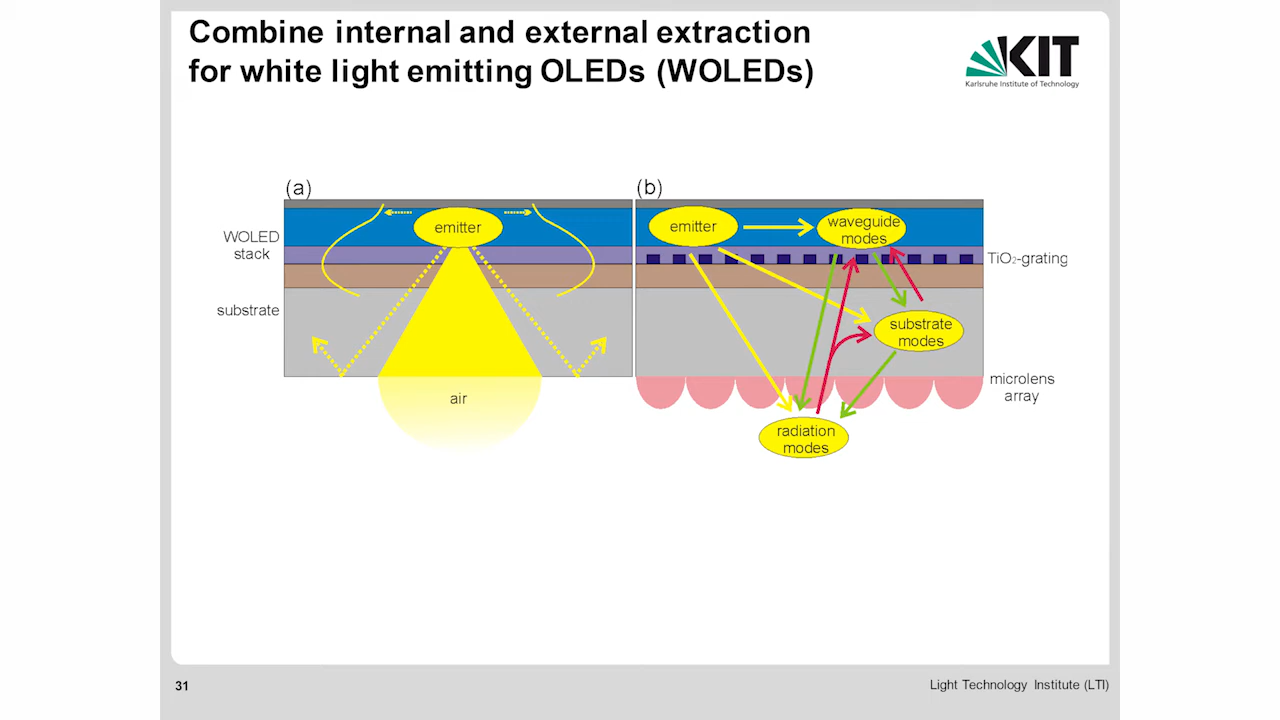 Combine internal and external extraction
for white light emitting OLEDs (WOLEDs)
KIT
Karlsruhe Institute of Technology
(a)
(b)
WOLED
stack
substrate
emitter
air
emitter
waveguide
modes
TiO2-grating
substrate
modes
microlens
array
radiation
modes
31
Light Technology Institute (LTI)